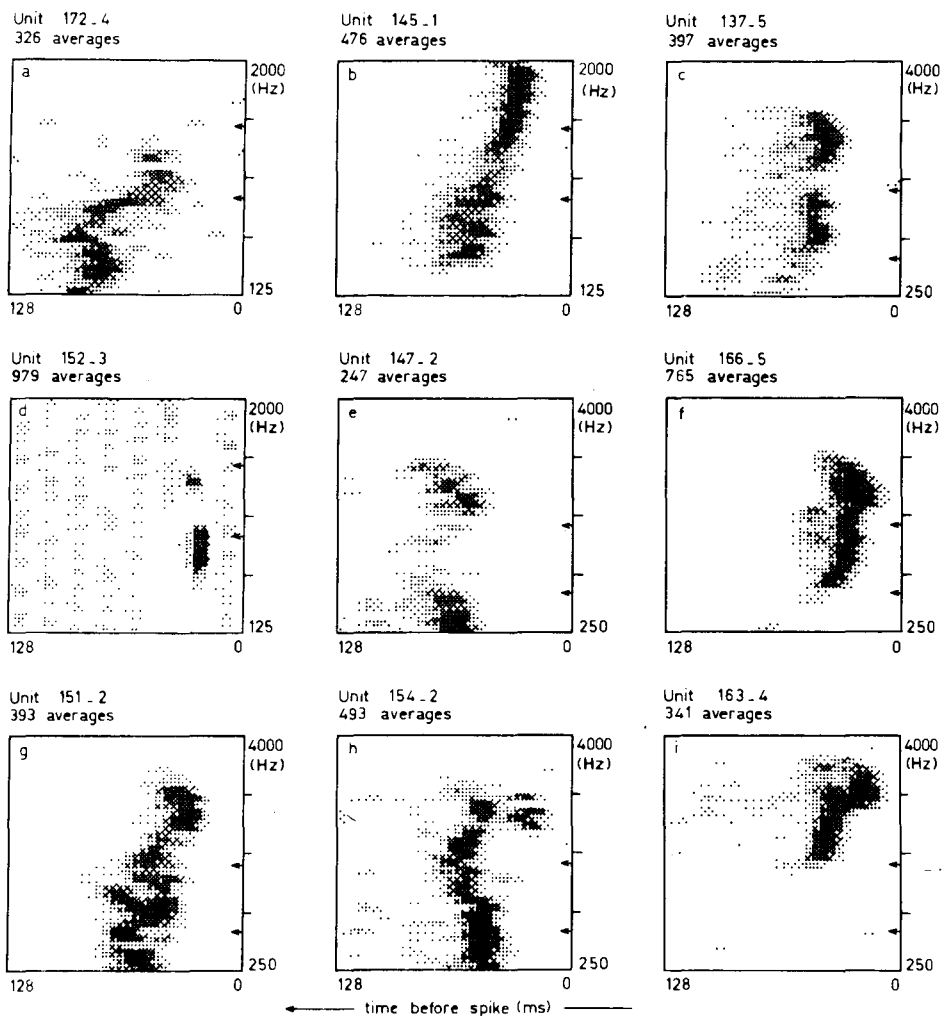 Unit 172_4
326 averages
a
2000
(Hz)
125
128
0
Unit 145_1
476 averages
b
2000
(Hz)
125
128
0
Unit 137_5
397 averages
c
4000
(Hz)
250
128
0
Unit 152_3
979 averages
d
2000
(Hz)
125
128
0
Unit 147_2
247 averages
e
4000
(Hz)
250
128
0
Unit 166_5
765 averages
f
4000
(Hz)
250
128
0
Unit 151_2
393 averages
g
4000
(Hz)
250
128
0
Unit 154_2
493 averages
h
4000
(Hz)
250
128
0
Unit 163_4
341 averages
i
4000
(Hz)
250
128
0
time before spike (ms)